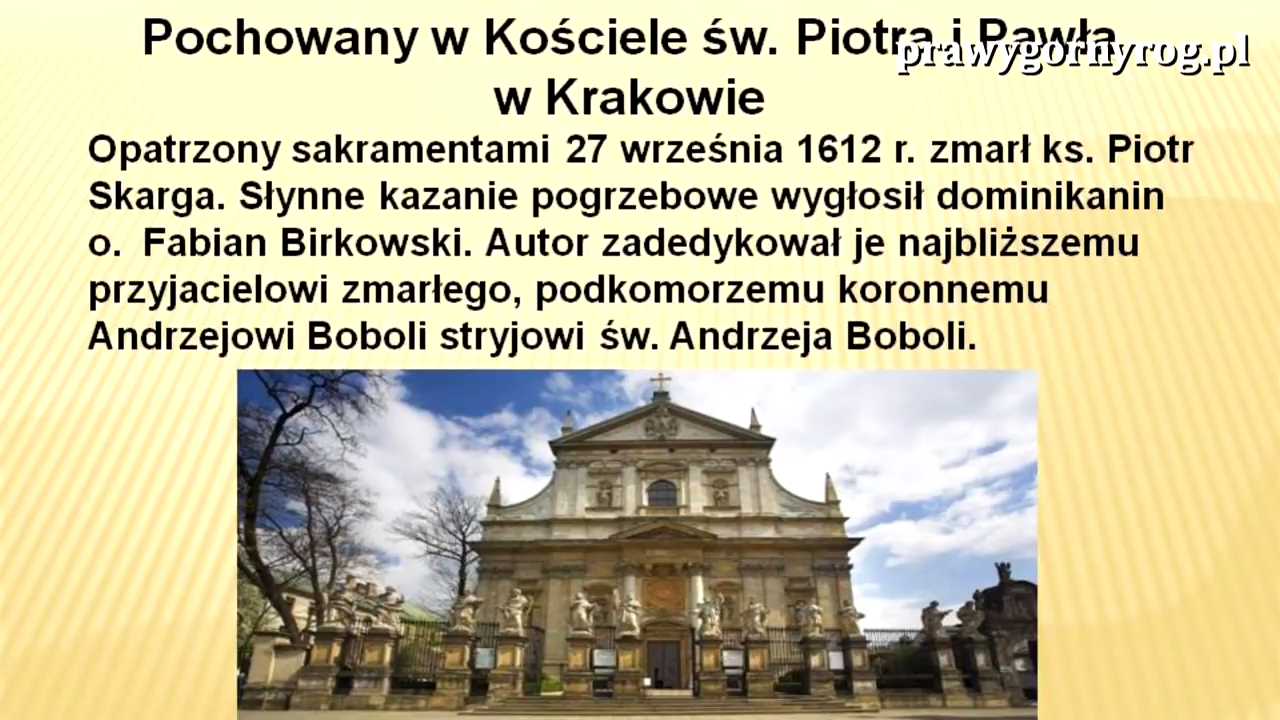 Pochowany w Kościele św. Piotra i Pawła
prawygornyrog.pl
w Krakowie
Opatrzony sakramentami 27 września 1612 r. zmarł ks. Piotr
Skarga. Słynne kazanie pogrzebowe wygłosił dominikanin
o. Fabian Birkowski. Autor zadedykował je najbliższemu
przyjacielowi zmarłego, podkomorzemu koronnemu
Andrzejowi Boboli stryjowi św. Andrzeja Boboli.